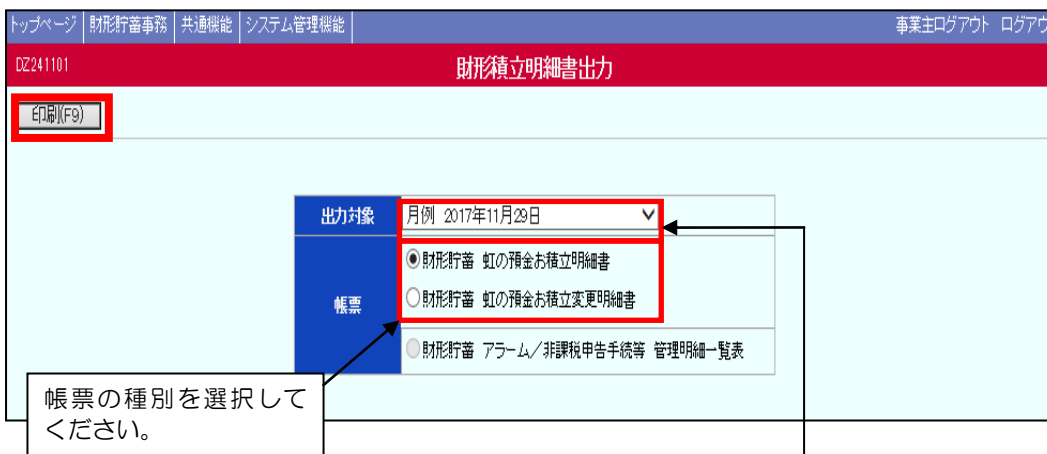 トップページ 財形貯蓄事務 共通機能 システム管理機能 事業主ログアウト ログアウ
DZ241101 財形積立明細書出力
印刷(F9)
出力対象 月例 2017年11月29日
帳票
財形貯蓄 虹の預金お積立明細書
財形貯蓄 虹の預金お積立変更明細書
財形貯蓄 アラーム／非課税申告手続等 管理明細一覧表
帳票の種別を選択して
ください。